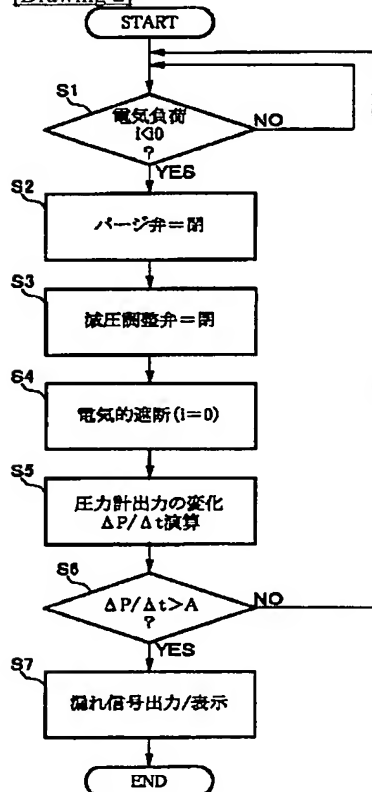 [Drawing 2]
START
S1
電気負荷
I≦0
?
NO
YES
S2
パージ弁=閉
S3
減圧調整弁=閉
S4
電気的遮断(i=0)
S5
圧力計出力の変化
ΔP/Δt演算
S6
ΔP/Δt>A
?
NO
YES
S7
漏れ信号出力/表示
END